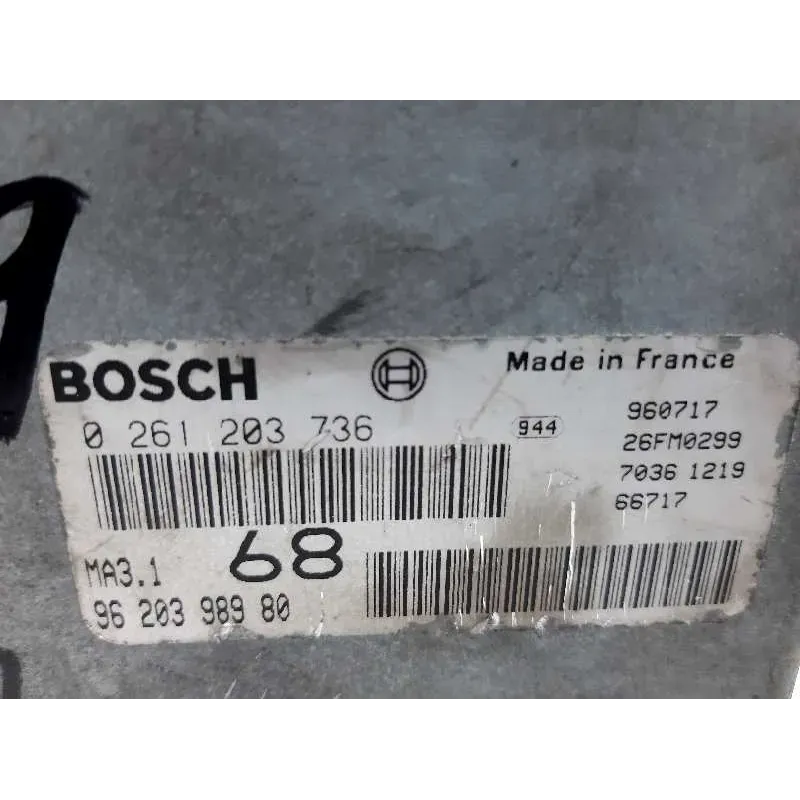 BOSCH
Made in France
0 261 203 736
944
960717
26FM0299
7036 1219
66717
MA3.1
68
96 203 989 80